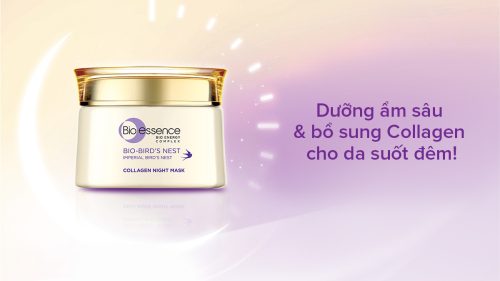 Bio essence
BIO ENERGY
COMPLEX
BIO-BIRD'S NEST
IMPERIAL BIRD'S NEST
COLLAGEN NIGHT MASK
Dưỡng ẩm sâu
& bổ sung Collagen
cho da suốt đêm!